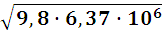 √9,8 · 6,37 · 10⁶